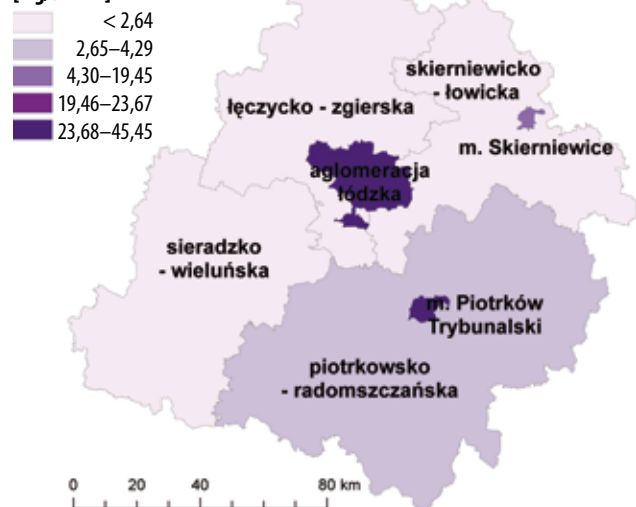 < 2,64
2,65–4,29
4,30–19,45
19,46–23,67
23,68–45,45
skierniewicko
- łowicka
łęczycko - zgierska
m. Skierniewice
aglomeracja
łódzka
sieradzko
- wieluńska
m. Piotrków
Trybunalski
piotrkowsko
- radomszczańska
0 20 40 80 km